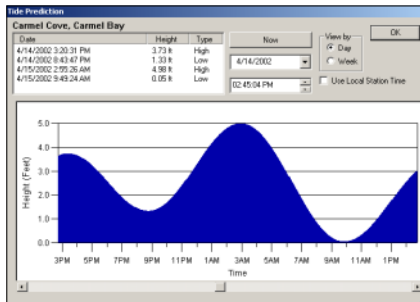 Tide Prediction
Carmel Cove, Carmel Bay
Date Height Type
4/14/2002 3:20:31 PM 3.73 ft High
4/14/2002 8:43:47 PM 1.33 ft Low
4/15/2002 2:55:26 AM 4.98 ft High
4/15/2002 9:49:24 AM 0.05 ft Low
Now
4/14/2002
02:45:04 PM
View by
Day
Week
OK
Use Local Station Time
Height (Feet)
5.0
4.0
3.0
2.0
1.0
0.0
3PM 5PM 7PM 9PM 11PM 1AM 3AM 5AM 7AM 9AM 11AM 1PM
Time